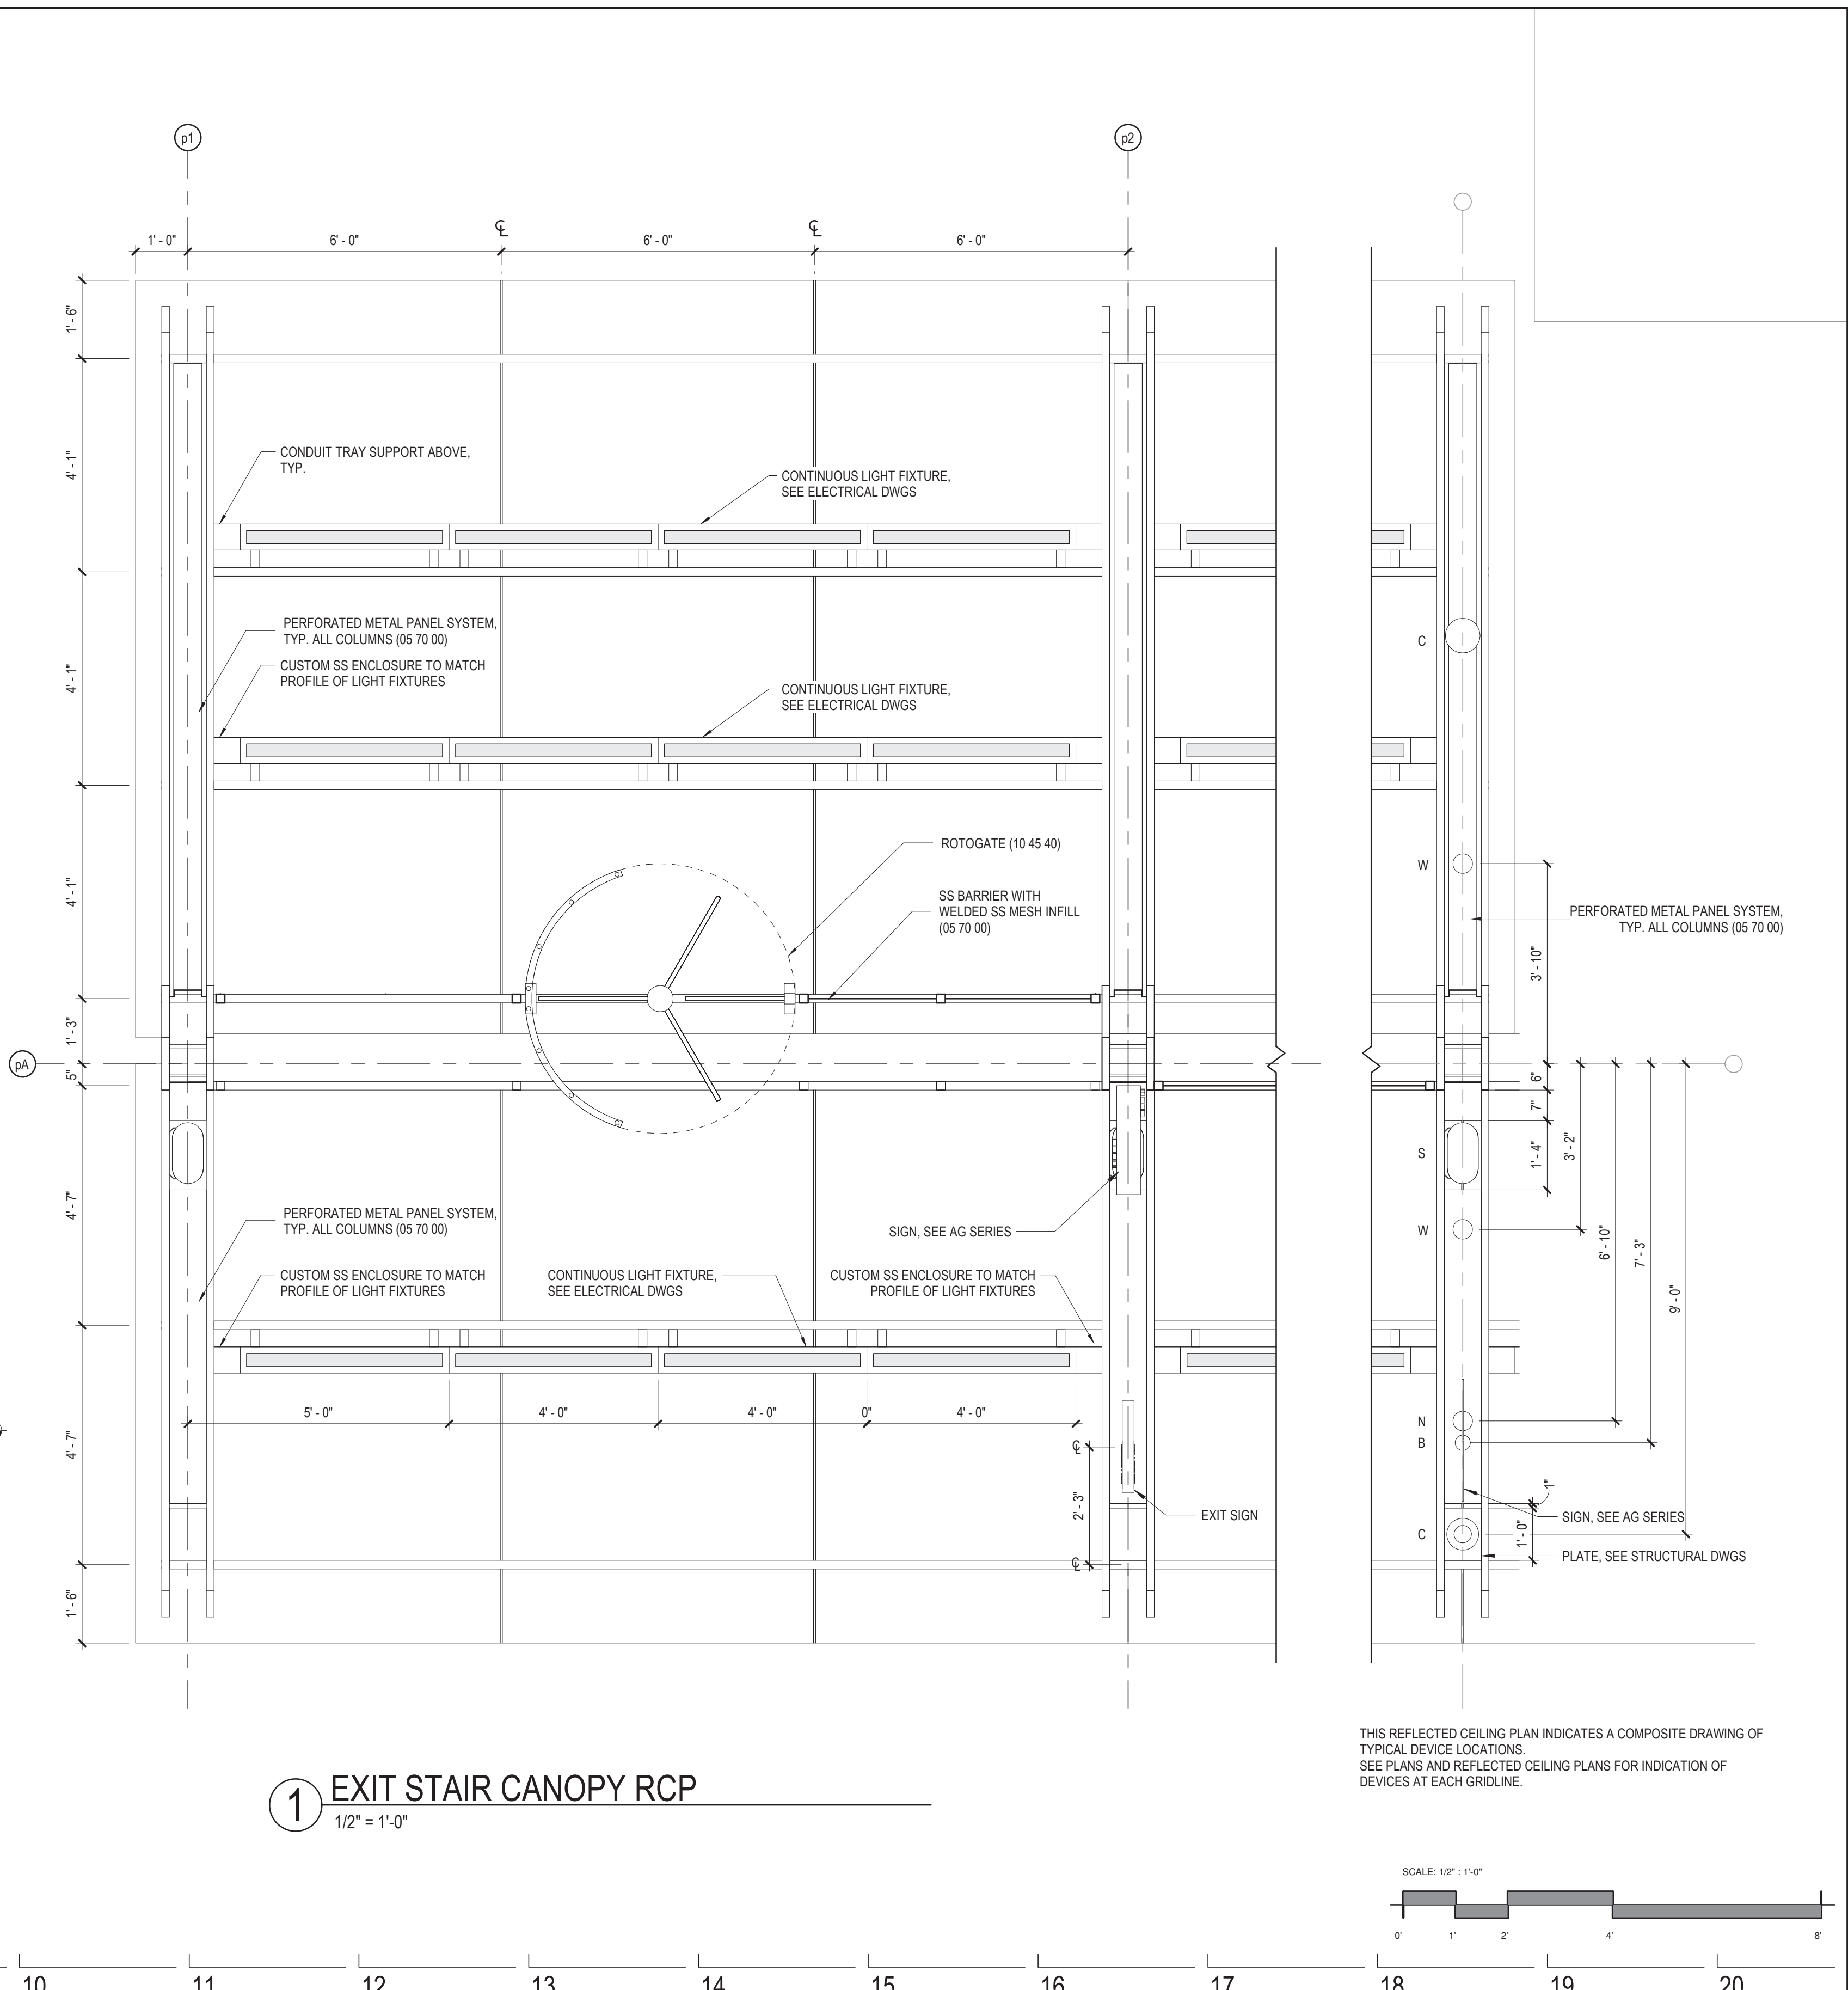 p1
p2
1' - 0"
6' - 0"
6' - 0"
6' - 0"
1' - 6"
4' - 1"
CONDUIT TRAY SUPPORT ABOVE,
TYP.
CONTINUOUS LIGHT FIXTURE,
SEE ELECTRICAL DWGS
4' - 1"
PERFORATED METAL PANEL SYSTEM,
TYP. ALL COLUMNS (05 70 00)
CUSTOM SS ENCLOSURE TO MATCH
PROFILE OF LIGHT FIXTURES
CONTINUOUS LIGHT FIXTURE,
SEE ELECTRICAL DWGS
C
4' - 1"
ROTOGATE (10 45 40)
SS BARRIER WITH
WELDED SS MESH INFILL
(05 70 00)
W
PERFORATED METAL PANEL SYSTEM,
TYP. ALL COLUMNS (05 70 00)
3' - 10"
1' - 3"
pA
5"
6"
7"
1' - 4"
3' - 2"
S
4' - 7"
PERFORATED METAL PANEL SYSTEM,
TYP. ALL COLUMNS (05 70 00)
SIGN, SEE AG SERIES
W
6' - 10"
7' - 3"
9' - 0"
CUSTOM SS ENCLOSURE TO MATCH
PROFILE OF LIGHT FIXTURES
CONTINUOUS LIGHT FIXTURE,
SEE ELECTRICAL DWGS
CUSTOM SS ENCLOSURE TO MATCH
PROFILE OF LIGHT FIXTURES
5' - 0"
4' - 0"
4' - 0"
0"
4' - 0"
N
B
4' - 7"
2' - 3"
EXIT SIGN
1"
SIGN, SEE AG SERIES
C
1' - 0"
PLATE, SEE STRUCTURAL DWGS
1' - 6"
THIS REFLECTED CEILING PLAN INDICATES A COMPOSITE DRAWING OF
TYPICAL DEVICE LOCATIONS.
SEE PLANS AND REFLECTED CEILING PLANS FOR INDICATION OF
DEVICES AT EACH GRIDLINE.
1
EXIT STAIR CANOPY RCP
1/2" = 1'-0"
SCALE: 1/2" : 1'-0"
0'
1'
2'
4'
8'
10
11
12
13
14
15
16
17
18
19
20